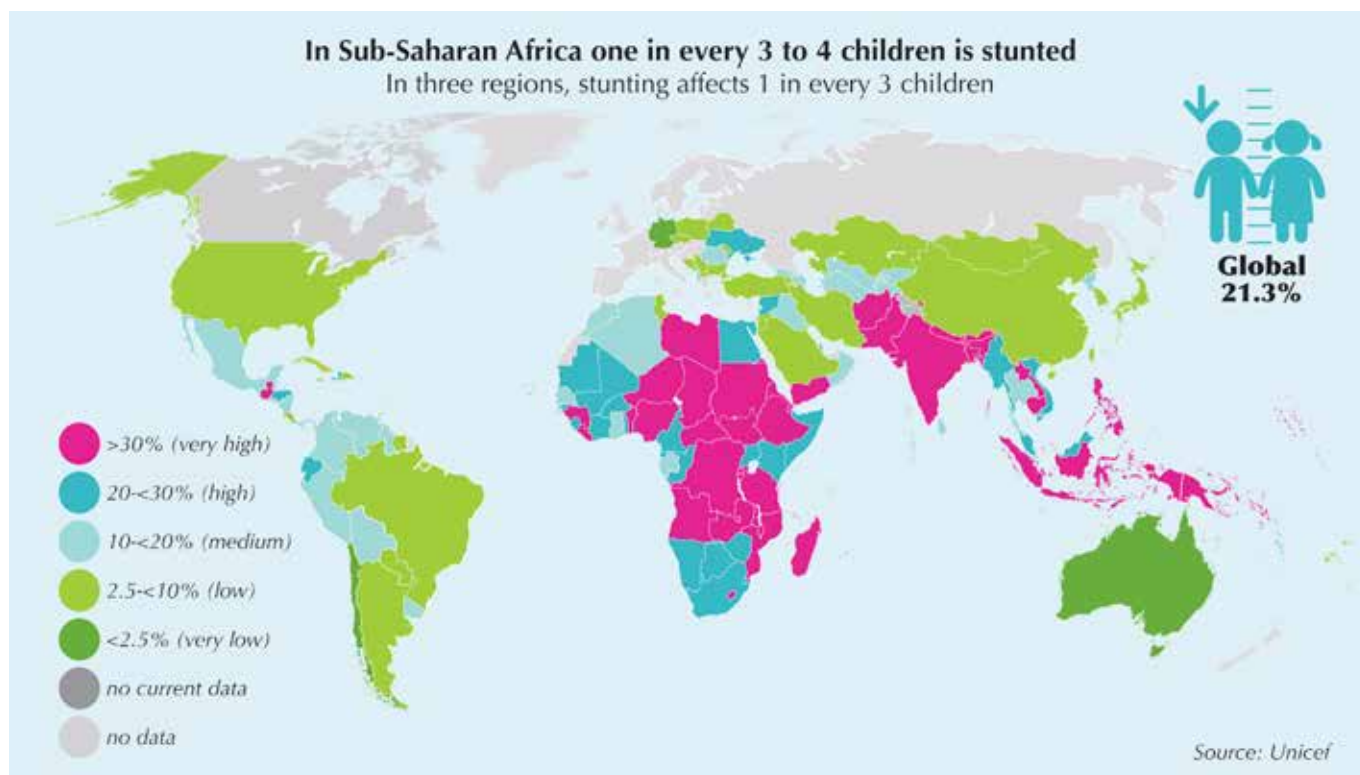 In Sub-Saharan Africa one in every 3 to 4 children is stunted
In three regions, stunting affects 1 in every 3 children
Global
21.3%
>30% (very high)
20-<30% (high)
10-<20% (medium)
2.5-<10% (low)
<2.5% (very low)
no current data
no data
Source: Unicef